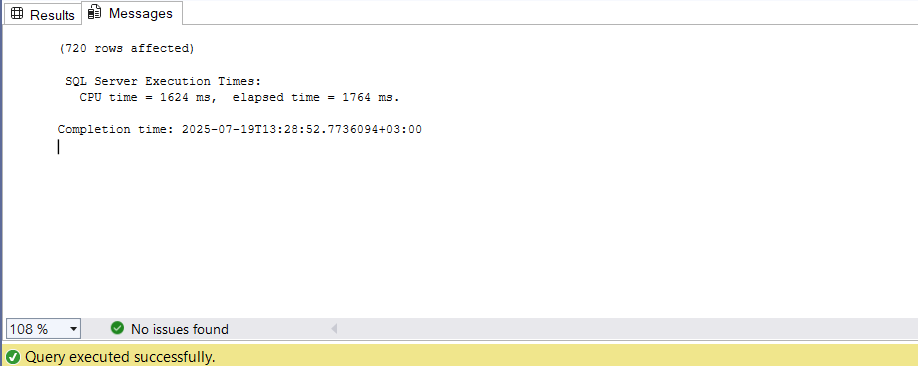 Results Messages
(720 rows affected)
SQL Server Execution Times:
CPU time = 1624 ms, elapsed time = 1764 ms.
Completion time: 2025-07-19T13:28:52.7736094+03:00
108 % No issues found
Query executed successfully.